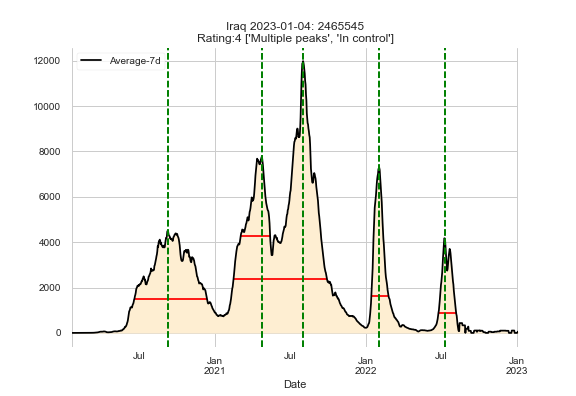 Iraq 2023-01-04: 2465545
Rating:4 ['Multiple peaks', 'In control']
Average-7d
12000
10000
8000
6000
4000
2000
0
Jul
Jan
2021
Jul
Jan
2022
Jul
Jan
2023
Date